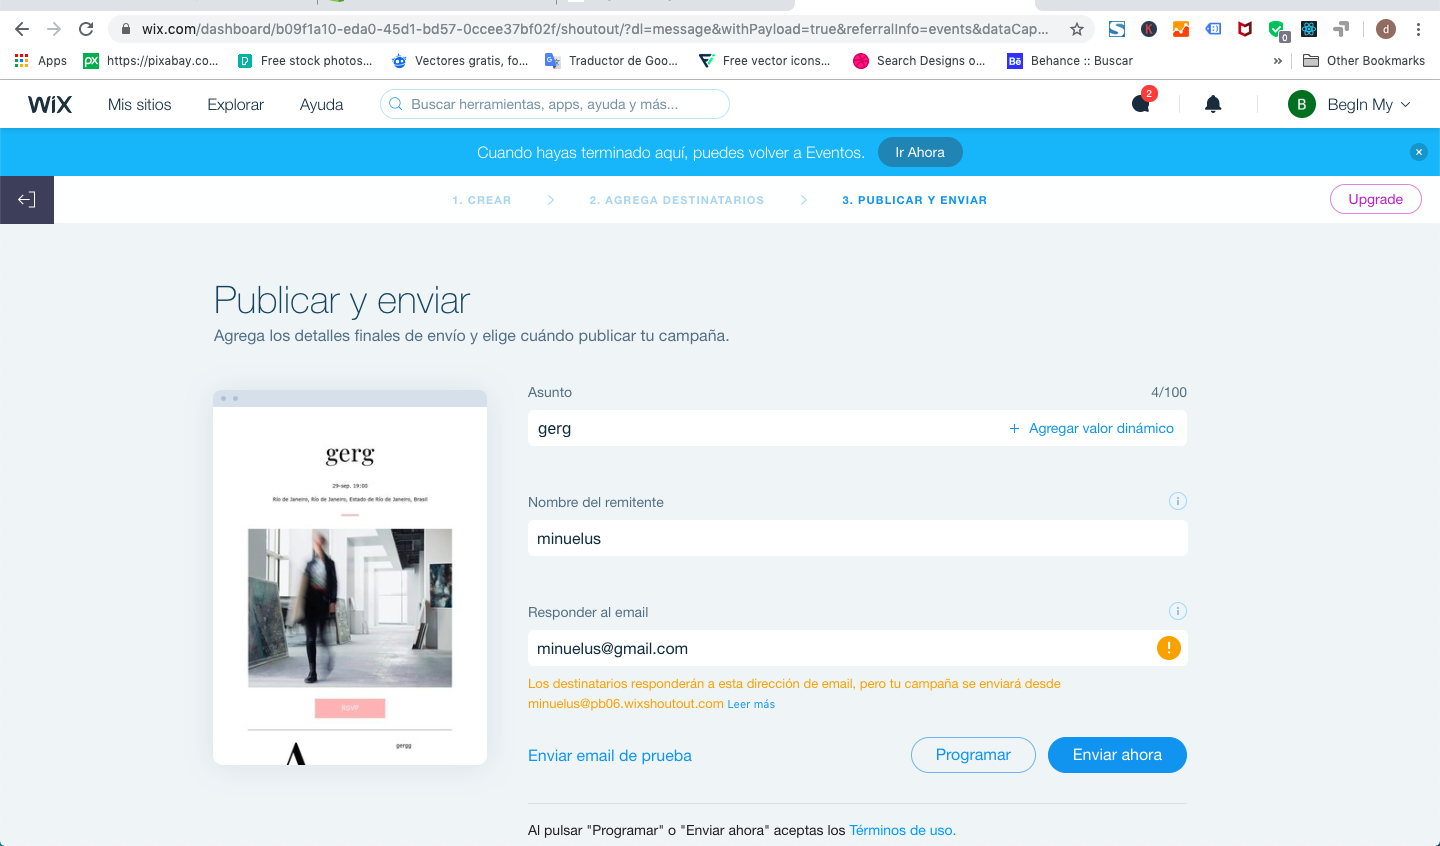 wix.com/dashboard/b09f1a10-eda0-45d1-bd57-0ccee37bf02f/shoutout/?dl=message&withPayload=true&referralInfo=events&dataCap...
K
0
d
Apps
px
https://pixabay.co...
Free stock photos...
Vectores gratis, fo...
Traductor de Goo...
Free vector icons...
Search Designs o...
Bē
Behance :: Buscar
»
Other Bookmarks
WiX
Mis sitios
Explorar
Ayuda
Buscar herramientas, apps, ayuda y más...
2
B
BegIn My
Cuando hayas terminado aquí, puedes volver a Eventos.
Ir Ahora
1. CREAR
2. AGREGA DESTINATARIOS
3. PUBLICAR Y ENVIAR
Upgrade
Publicar y enviar
Agrega los detalles finales de envío y elige cuándo publicar tu campaña.
gerg
29-sep. 19:00
Río de Janeiro, Río de Janeiro, Estado de Río de Janeiro, Brasil
RSVP
A
gergg
Asunto
4/100
gerg
+ Agregar valor dinámico
Nombre del remitente
minuelus
Responder al email
minuelus@gmail.com
Los destinatarios responderán a esta dirección de email, pero tu campaña se enviará desde
minuelus@pb06.wixshoutout.com Leer más
Enviar email de prueba
Programar
Enviar ahora
Al pulsar "Programar" o "Enviar ahora" aceptas los Términos de uso.